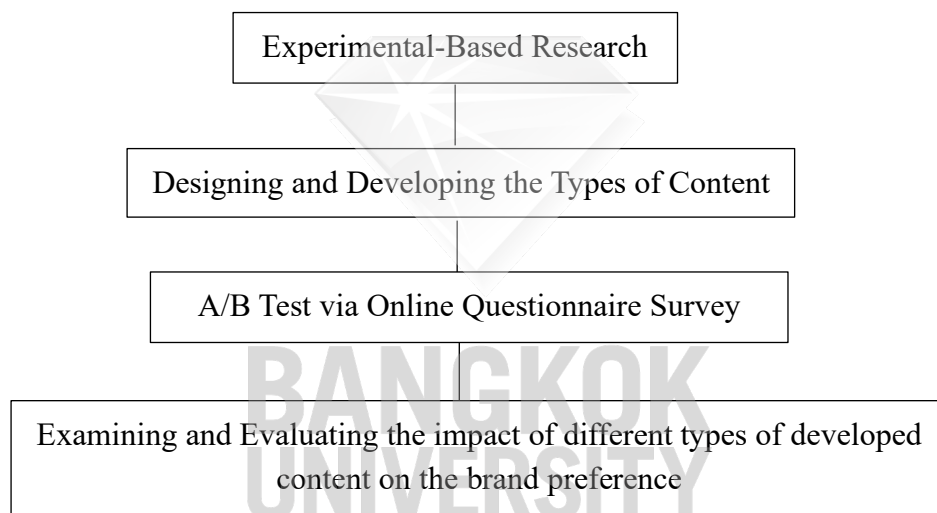 Experimental-Based Research
Designing and Developing the Types of Content
A/B Test via Online Questionnaire Survey
BANGKOK
UNIVERSITY
Examining and Evaluating the impact of different types of developed
content on the brand preference